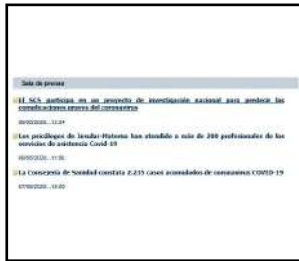 Sala de prensa
El SCS participa en un proyecto de investigación nacional para predecir las
complicaciones graves del coronavirus
Los psicólogos de Insular-Materno han atendido a más de 200 profesionales de los
servicios de asistencia Covid-19
La Consejería de Sanidad constata 2.235 casos acumulados de coronavirus COVID-19